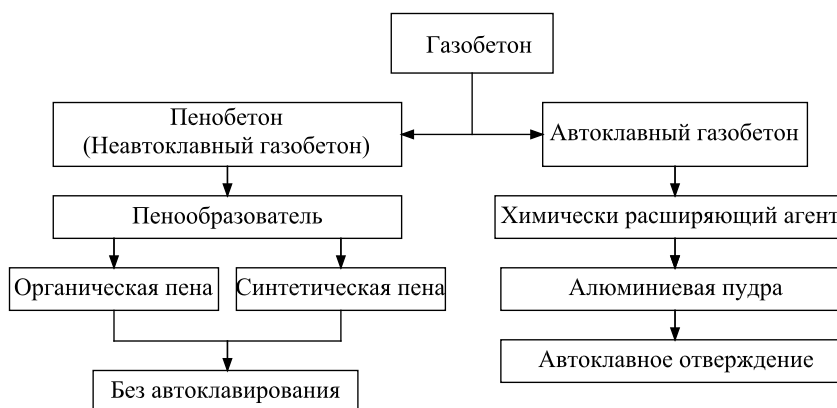 Газобетон
Пенобетон
(Неавтоклавный газобетон)
Автоклавный газобетон
Пенообразователь
Химически расширяющий агент
Органическая пена
Синтетическая пена
Алюминиевая пудра
Автоклавное отверждение
Без автоклавирования